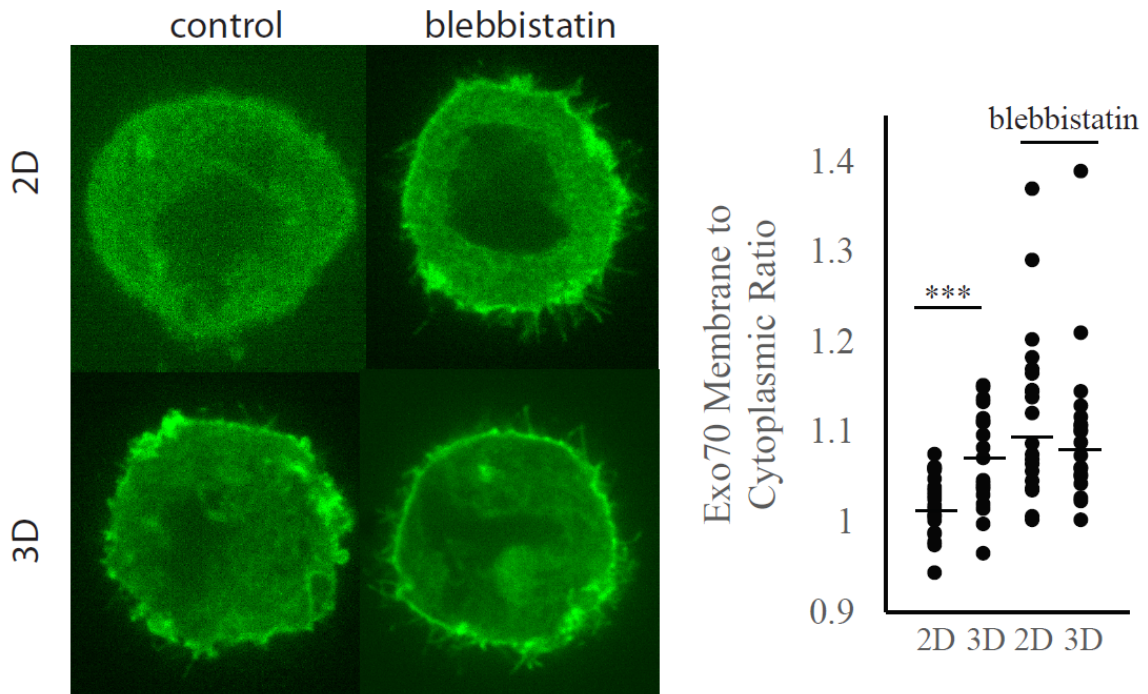 control
blebbistatin
2D
3D
Exo70 Membrane to
Cytoplasmic Ratio
blebbistatin
***
1.4
1.3
1.2
1.1
1
0.9
2D 3D 2D 3D